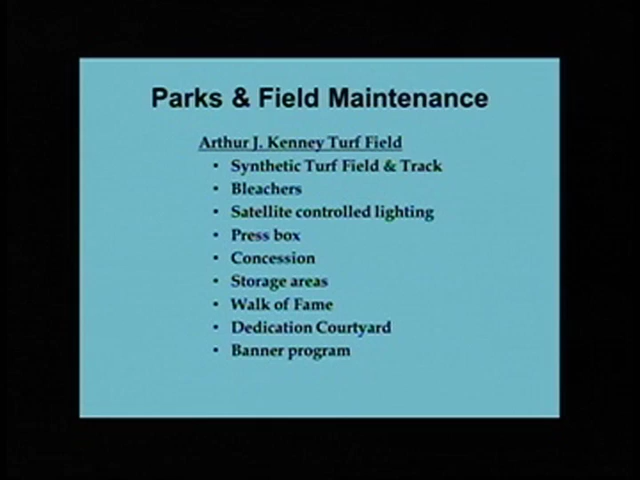 Parks & Field Maintenance
Arthur J. Kenney Turf Field
• Synthetic Turf Field & Track
• Bleachers
• Satellite controlled lighting
• Press box
• Concession
• Storage areas
• Walk of Fame
• Dedication Courtyard
• Banner program